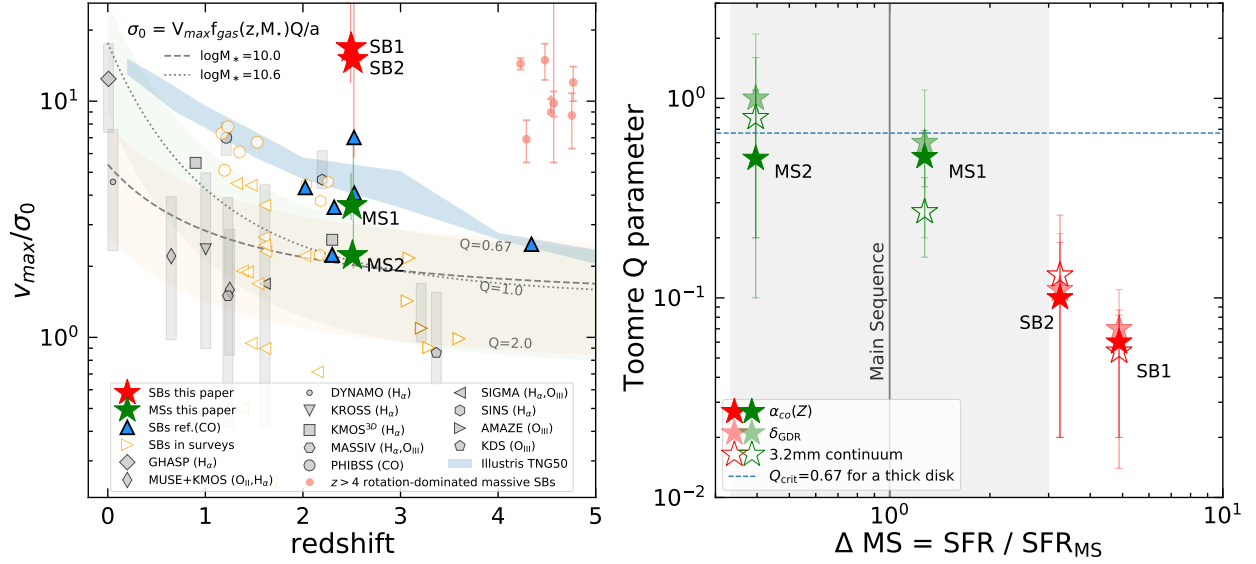 σ₀ = V_max f_gas(z,M⋆)Q/a
logM*=10.0
logM*=10.6
SB1
SB2
MS1
MS2
Q=0.67
Q=1.0
Q=2.0
SBs this paper
MSs this paper
SBs ref.(CO)
SBs in surveys
GHASP (Hα)
MUSE+KMOS (O_II,Hα)
DYNAMO (Hα)
KROSS (Hα)
KMOS³ᴰ (Hα)
MASSIV (Hα,O_III)
PHIBSS (CO)
z > 4 rotation-dominated massive SBs
SIGMA (Hα,O_III)
SINS (Hα)
AMAZE (O_III)
KDS (O_III)
Illustris TNG50
10¹
10⁰
0 1 2 3 4 5
redshift
v_max/σ₀
Toomre Q parameter
10⁰
10⁻¹
10⁻²
MS2
MS1
Main Sequence
SB2
SB1
α_co(Z)
δ_GDR
3.2mm continuum
Q_crit=0.67 for a thick disk
10⁰ 10¹
Δ MS = SFR / SFR_MS